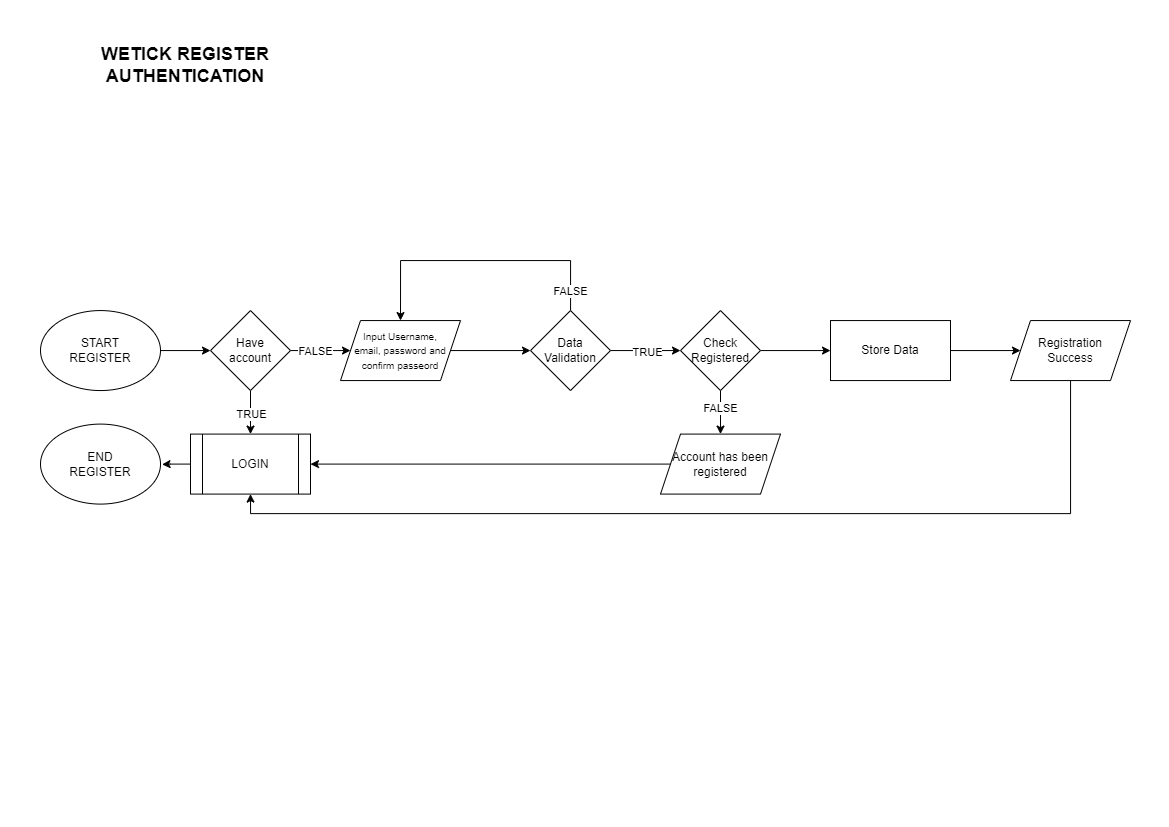 WETICK REGISTER
AUTHENTICATION
FALSE
START
REGISTER
Have
account
FALSE
Input Username,
email, password and
confirm passeord
Data
Validation
TRUE
Check
Registered
Store Data
Registration
Success
TRUE
FALSE
END
REGISTER
LOGIN
Account has been
registered